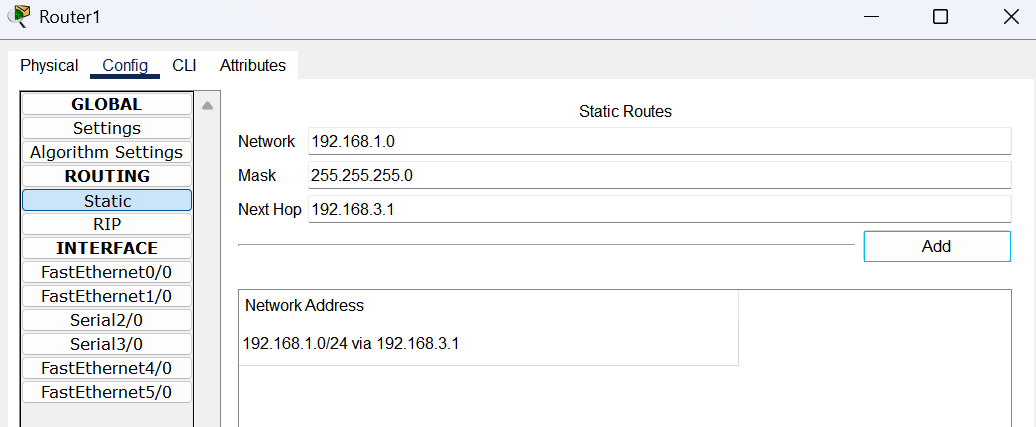 Router1
Physical Config CLI Attributes
GLOBAL
Settings
Algorithm Settings
ROUTING
Static
RIP
INTERFACE
FastEthernet0/0
FastEthernet1/0
Serial2/0
Serial3/0
FastEthernet4/0
FastEthernet5/0
Static Routes
Network 192.168.1.0
Mask 255.255.255.0
Next Hop 192.168.3.1
Add
Network Address
192.168.1.0/24 via 192.168.3.1